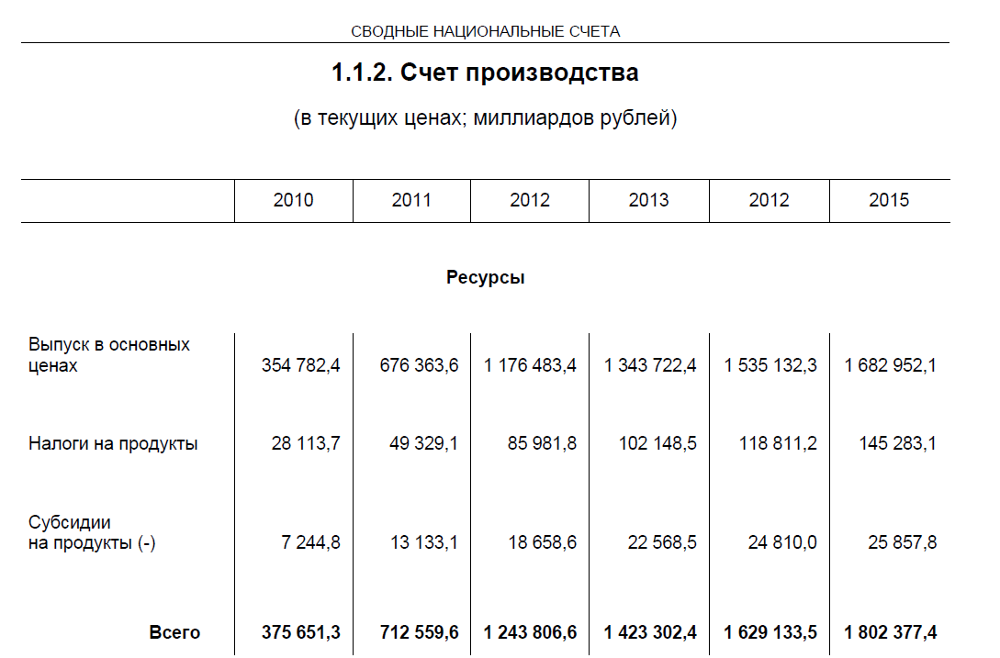 СВОДНЫЕ НАЦИОНАЛЬНЫЕ СЧЕТА
1.1.2. Счет производства
(в текущих ценах; миллиардов рублей)
2010 2011 2012 2013 2012 2015
Ресурсы
Выпуск в основных
ценах 354 782,4 676 363,6 1 176 483,4 1 343 722,4 1 535 132,3 1 682 952,1
Налоги на продукты 28 113,7 49 329,1 85 981,8 102 148,5 118 811,2 145 283,1
Субсидии
на продукты (-) 7 244,8 13 133,1 18 658,6 22 568,5 24 810,0 25 857,8
Всего 375 651,3 712 559,6 1 243 806,6 1 423 302,4 1 629 133,5 1 802 377,4